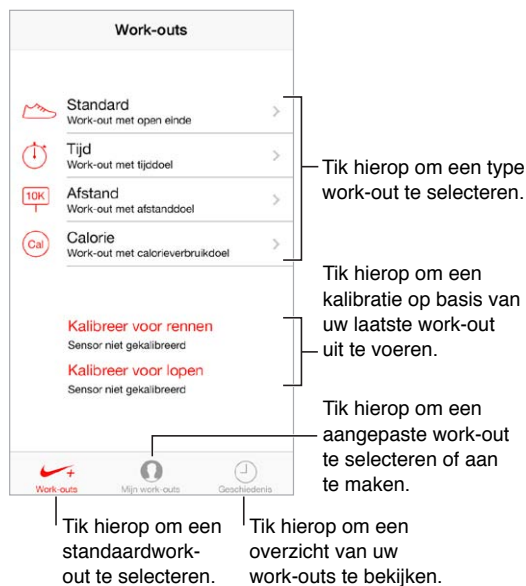 Work-outs
Standard
Work-out met open einde
Tijd
Work-out met tijddoel
10K
Afstand
Work-out met afstanddoel
Cal
Calorie
Work-out met calorieverbruikdoel
Tik hierop om een type
work-out te selecteren.
Kalibreer voor rennen
Sensor niet gekalibreerd
Kalibreer voor lopen
Sensor niet gekalibreerd
Tik hierop om een
kalibratie op basis van
uw laatste work-out
uit te voeren.
Tik hierop om een
aangepaste work-out
te selecteren of aan
te maken.
Work-outs
Mijn work-outs
Geschiedenis
Tik hierop om een
standaardwork-
out te selecteren.
Tik hierop om een
overzicht van uw
work-outs te bekijken.